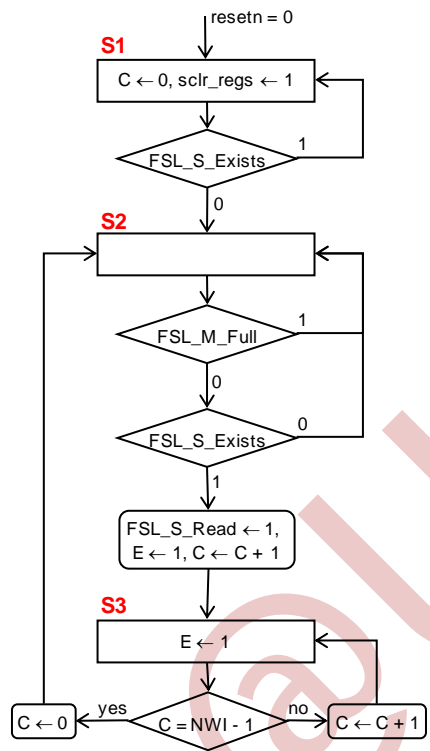 resetn = 0
S1
C ← 0, sclr_regs ← 1
FSL_S_Exists
1
0
S2
FSL_M_Full
1
0
FSL_S_Exists
0
1
FSL_S_Read ← 1,
E ← 1, C ← C + 1
S3
E ← 1
C ← 0
yes
C = NWI - 1
no
C ← C + 1